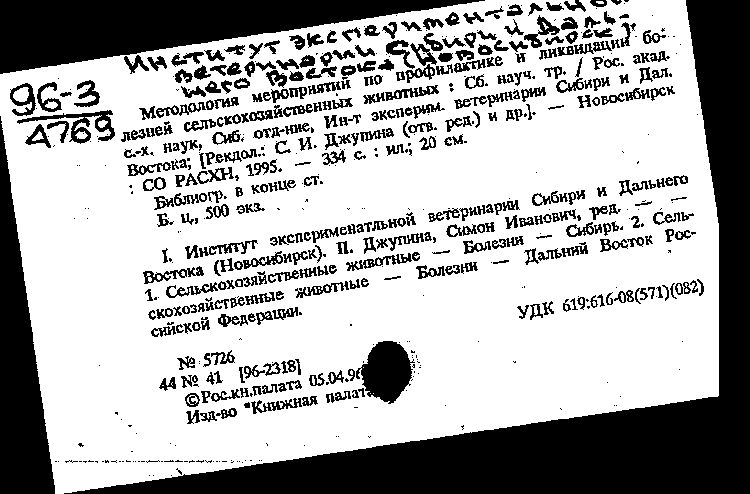 Институт экспериментальной
ветеринарии Сибири и Даль-
него Востока (Новосибирск).
96-3
4769
Методология мероприятий по профилактике и ликвидации бо-
лезней сельскохозяйственных животных : Сб. науч. тр. / Рос. акад.
с.-х. наук, Сиб. отд-ние, Ин-т эксперим. ветеринарии Сибири и Дал.
Востока; [Редкол.: С. И. Джупина (отв. ред.) и др.]. — Новосибирск
: СО РАСХН, 1995. — 334 с. : ил.; 20 см.
Библиогр. в конце ст.
Б. ц., 500 экз.
I. Институт эксперименатльной ветеринарии Сибири и Дальнего
Востока (Новосибирск). II. Джупина, Симон Иванович, ред. — —
1. Сельскохозяйственные животные — Болезни — Сибирь. 2. Сель-
скохозяйственные животные — Болезни — Дальний Восток Рос-
сийской Федерации.
УДК 619:616-08(571)(082)
№ 5726
44 № 41 [96-2318]
©Рос.кн.палата 05.04.96
Изд-во "Книжная палат